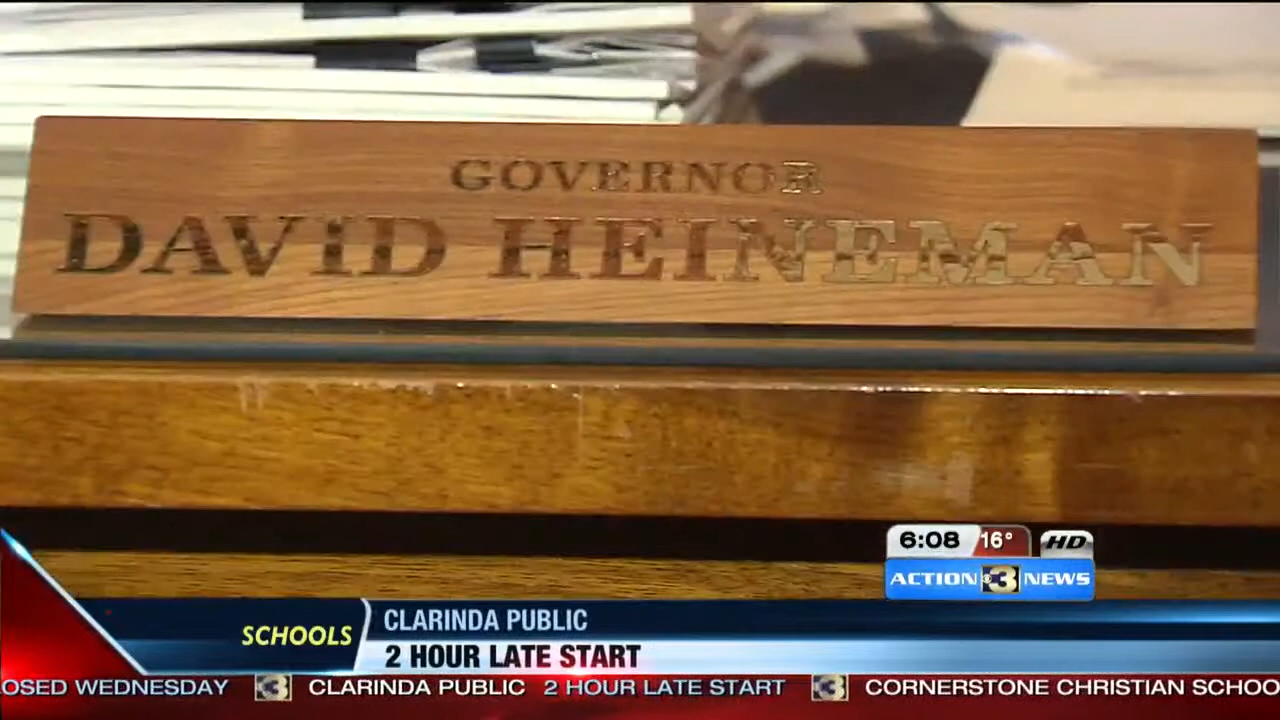 GOVERNOR
DAVID HEINEMAN
6:08 16° HD
ACTION 3 NEWS
SCHOOLS
CLARINDA PUBLIC
2 HOUR LATE START
OSED WEDNESDAY 3 CLARINDA PUBLIC 2 HOUR LATE START 3 CORNERSTONE CHRISTIAN SCHOO